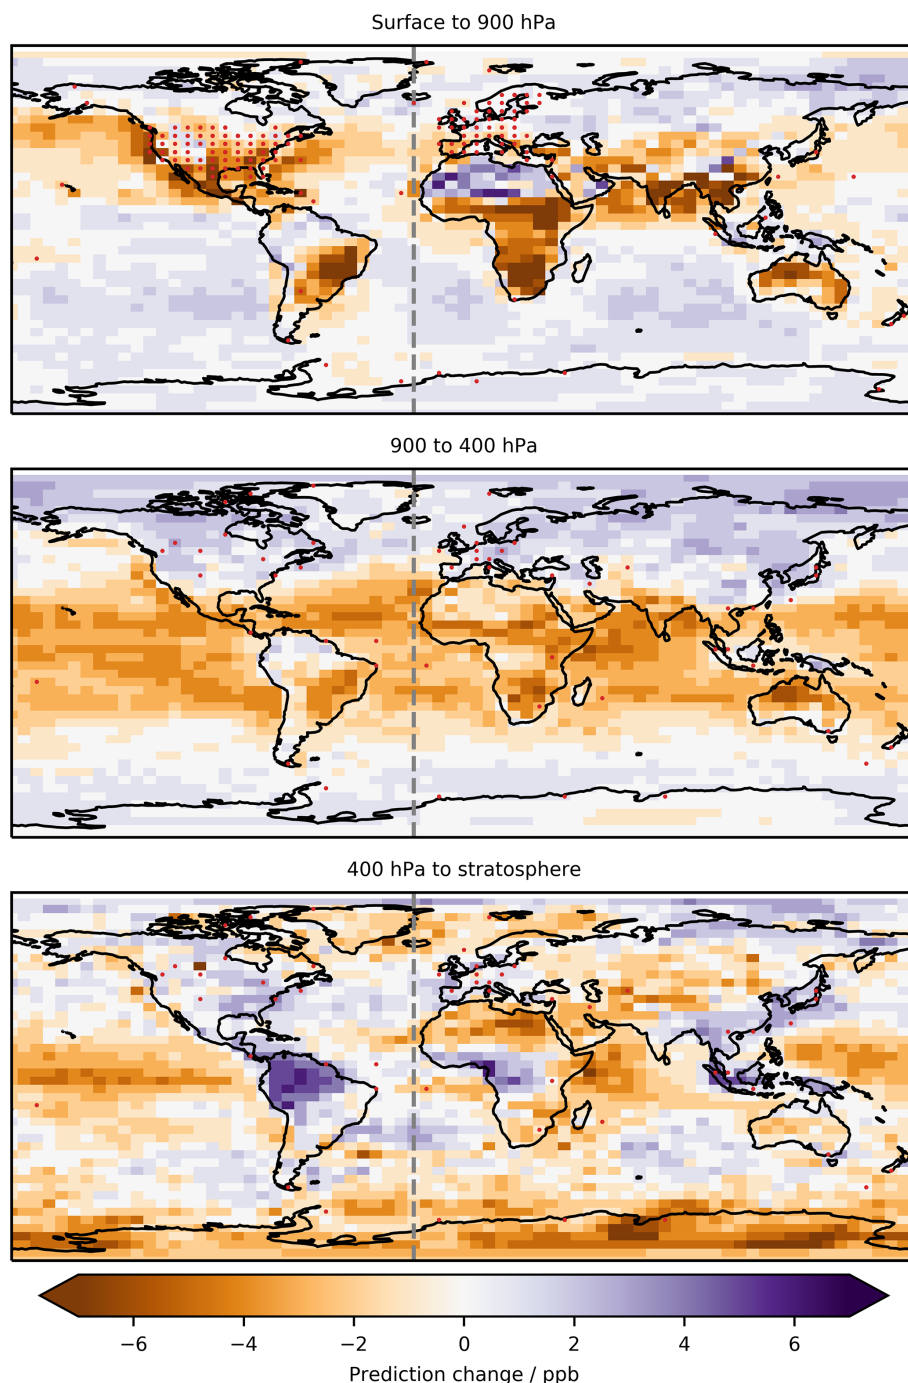 Surface to 900 hPa
900 to 400 hPa
400 hPa to stratosphere
−6 −4 −2 0 2 4 6
Prediction change / ppb